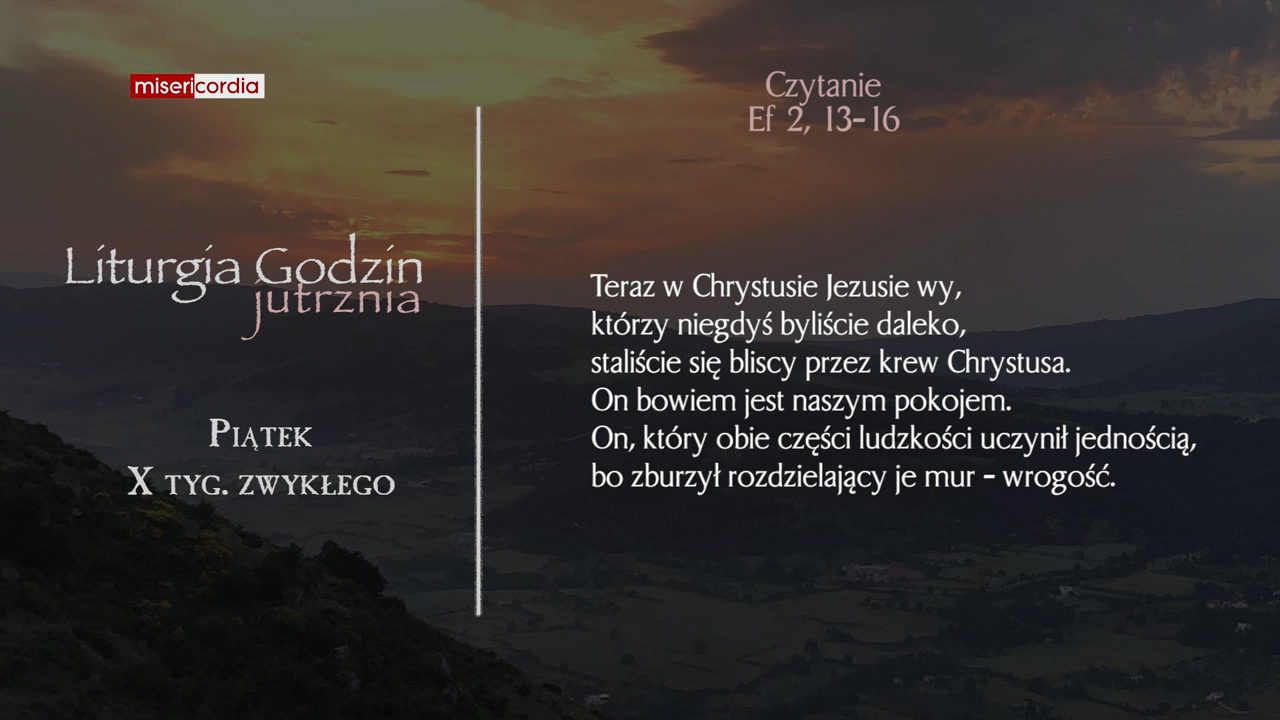 misericordia
Liturgia Godzin
jutrznia
Piątek
X tyg. zwykłego
Czytanie
Ef 2, 13-16
Teraz w Chrystusie Jezusie wy,
którzy niegdyś byliście daleko,
staliście się bliscy przez krew Chrystusa.
On bowiem jest naszym pokojem.
On, który obie części ludzkości uczynił jednością,
bo zburzył rozdzielający je mur - wrogość.